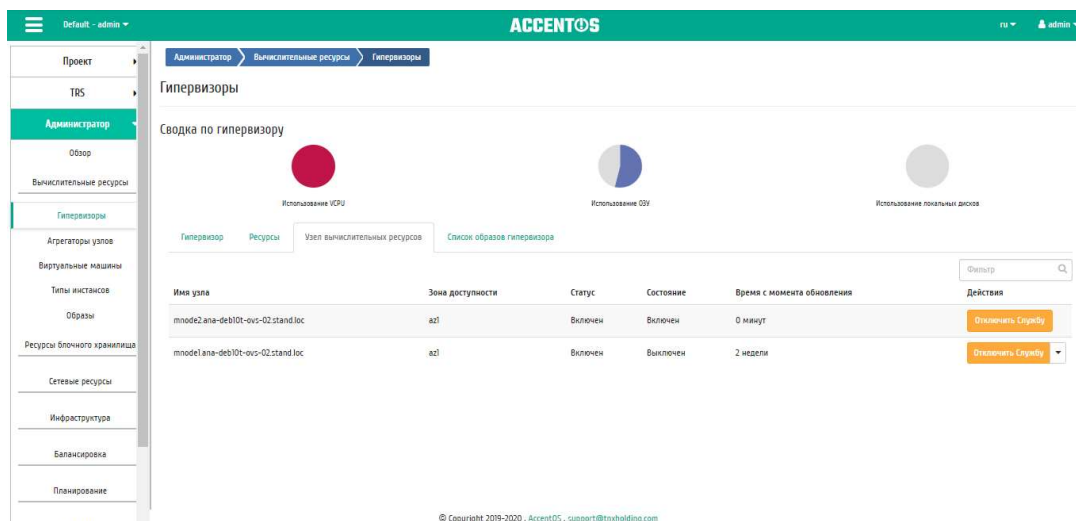 Default - admin
ACCENTOS
ru
admin
Проект
TRS
Администратор
Обзор
Вычислительные ресурсы
Гипервизоры
Агрегаторы узлов
Виртуальные машины
Типы инстансов
Образы
Ресурсы блочного хранилища
Сетевые ресурсы
Инфраструктура
Балансировка
Планирование
Администратор
Вычислительные ресурсы
Гипервизоры
Гипервизоры
Сводка по гипервизору
Использование VCPU
Использование ОЗУ
Использование локальных дисков
Гипервизор
Ресурсы
Узел вычислительных ресурсов
Список образов гипервизора
Фильтр
Имя узла Зона доступности Статус Состояние Время с момента обновления Действия
mnode2.ana-deb10t-ovs-02.stand.loc az1 Включен Включен 0 минут Отключить Службу
mnode1.ana-deb10t-ovs-02.stand.loc az1 Включен Выключен 2 недели Отключить Службу
© Copyright 2019-2020 . AccentOS . support@tnxholding.com